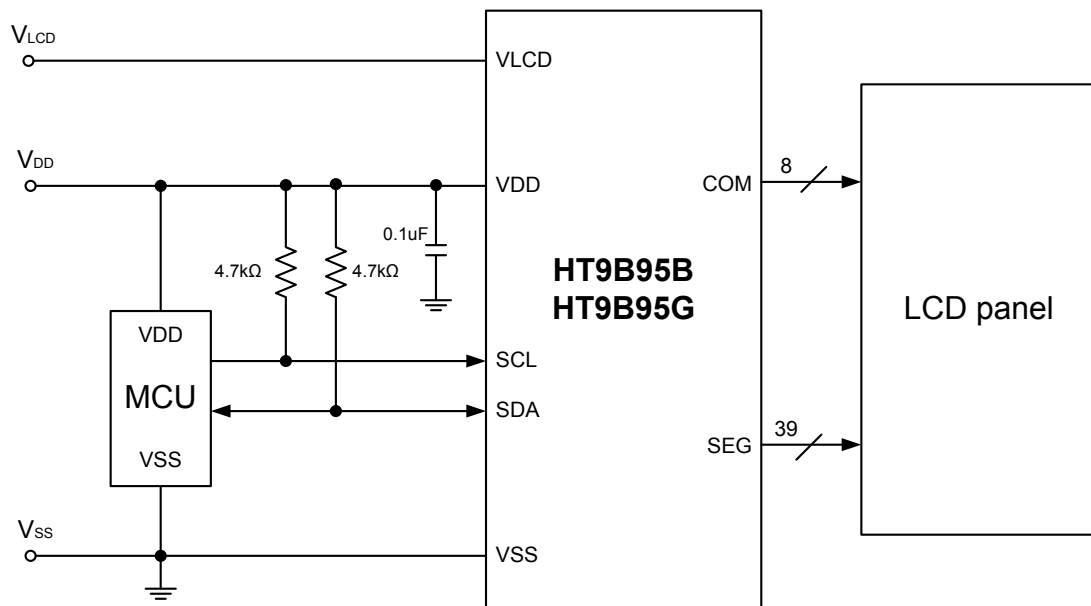 VLCD
VLCD
VDD
VDD
COM
8
0.1uF
4.7kΩ
4.7kΩ
HT9B95B
HT9B95G
LCD panel
VDD
MCU
VSS
SCL
SDA
SEG
39
VSS
VSS